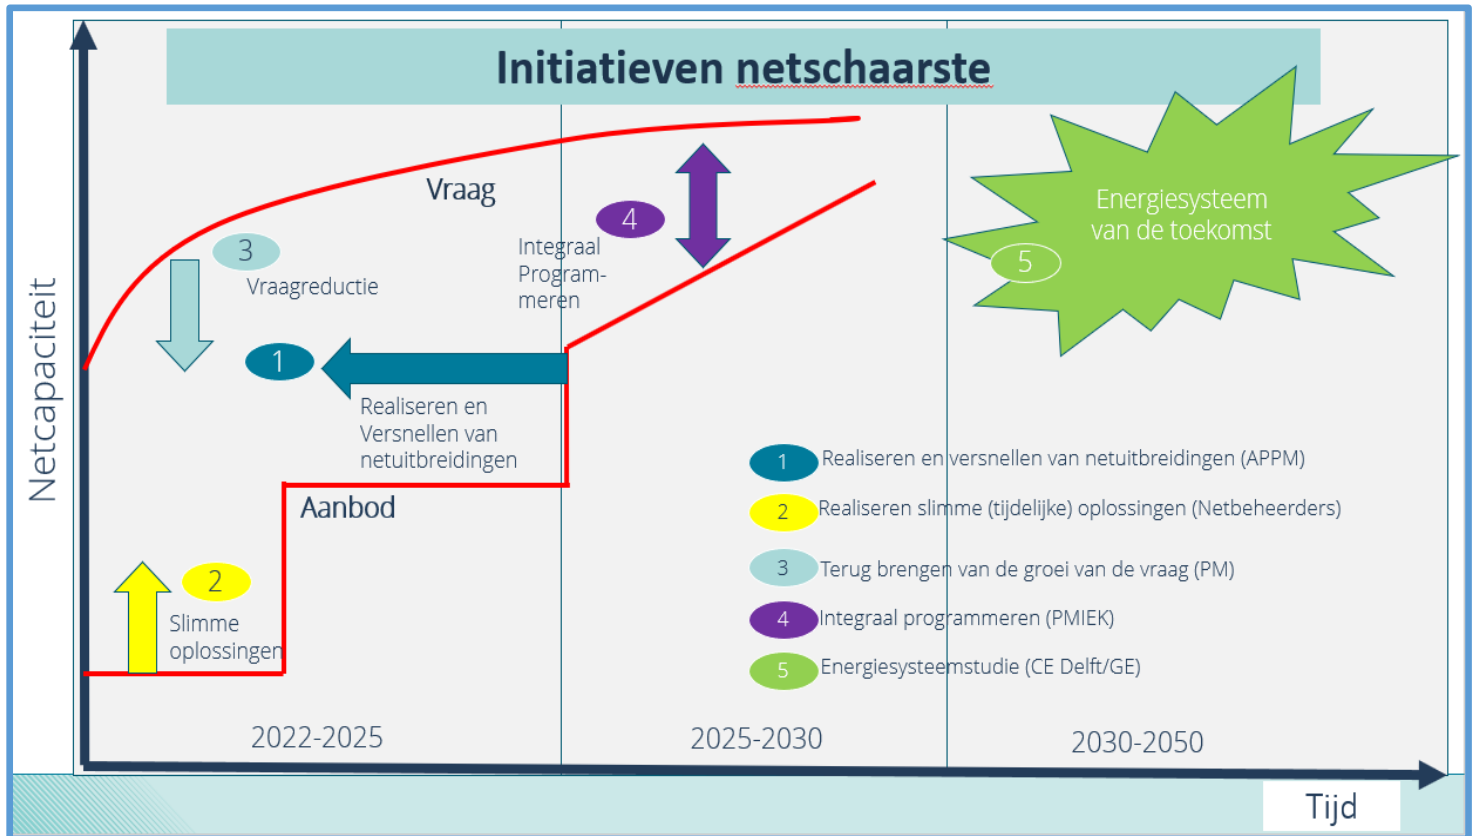 Initiatieven netschaarste
Netcapaciteit
Vraag
3
Vraagreductie
1
Realiseren en
Versnellen van
netuitbreidingen
Aanbod
2
Slimme
oplossingen
4
Integraal
Program-
meren
Energiesysteem
van de toekomst
5
1 Realiseren en versnellen van netuitbreidingen (APPM)
2 Realiseren slimme (tijdelijke) oplossingen (Netbeheerders)
3 Terug brengen van de groei van de vraag (PM)
4 Integraal programmeren (PMIEK)
5 Energiesysteemstudie (CE Delft/GE)
2022-2025
2025-2030
2030-2050
Tijd